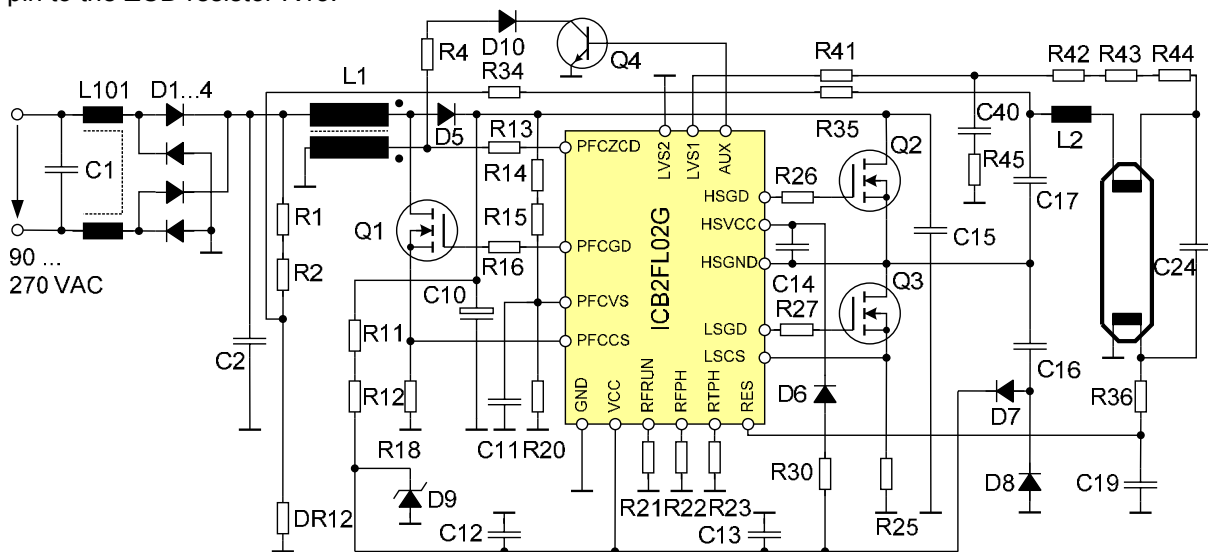 pin to the resistor
L101
D1...4
L1
R4
D10
Q4
R34
R41
R42
R43
R44
C1
D5
R13
R35
C40
L2
PFCZCD
LVS2
LVS1
AUX
Q2
R14
R26
HSGD
R45
R1
R15
HSVCC
C17
Q1
PFCGD
C15
90 ...
270 VAC
R2
R16
HSGND
C14
C24
ICB2FL02G
Q3
C10
PFCVS
R27
LSGD
C2
R11
PFCCS
LSCS
C16
R12
D6
D7
R36
GND
VCC
RFRUN
RFPH
RTPH
RES
R18
C11
R20
R30
D8
C19
D9
R21
R22
R23
R25
DR12
C12
C13